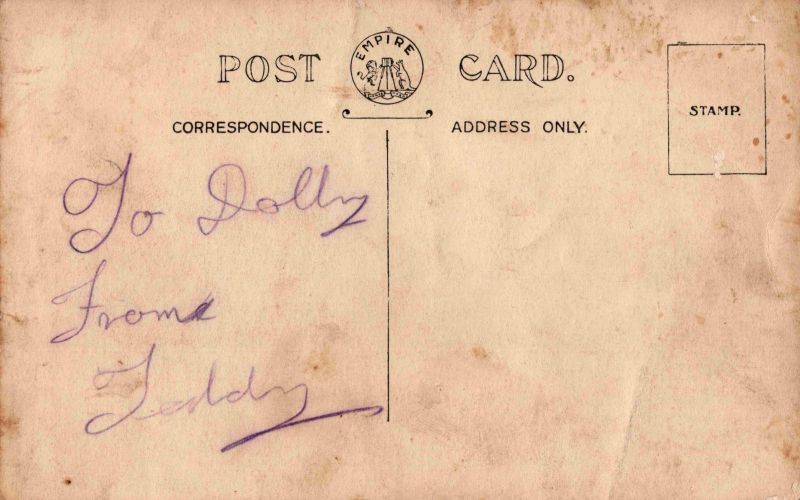 POST EMPIRE CARD.
CORRESPONDENCE. ADDRESS ONLY.
STAMP.
To Dolly
From
Teddy